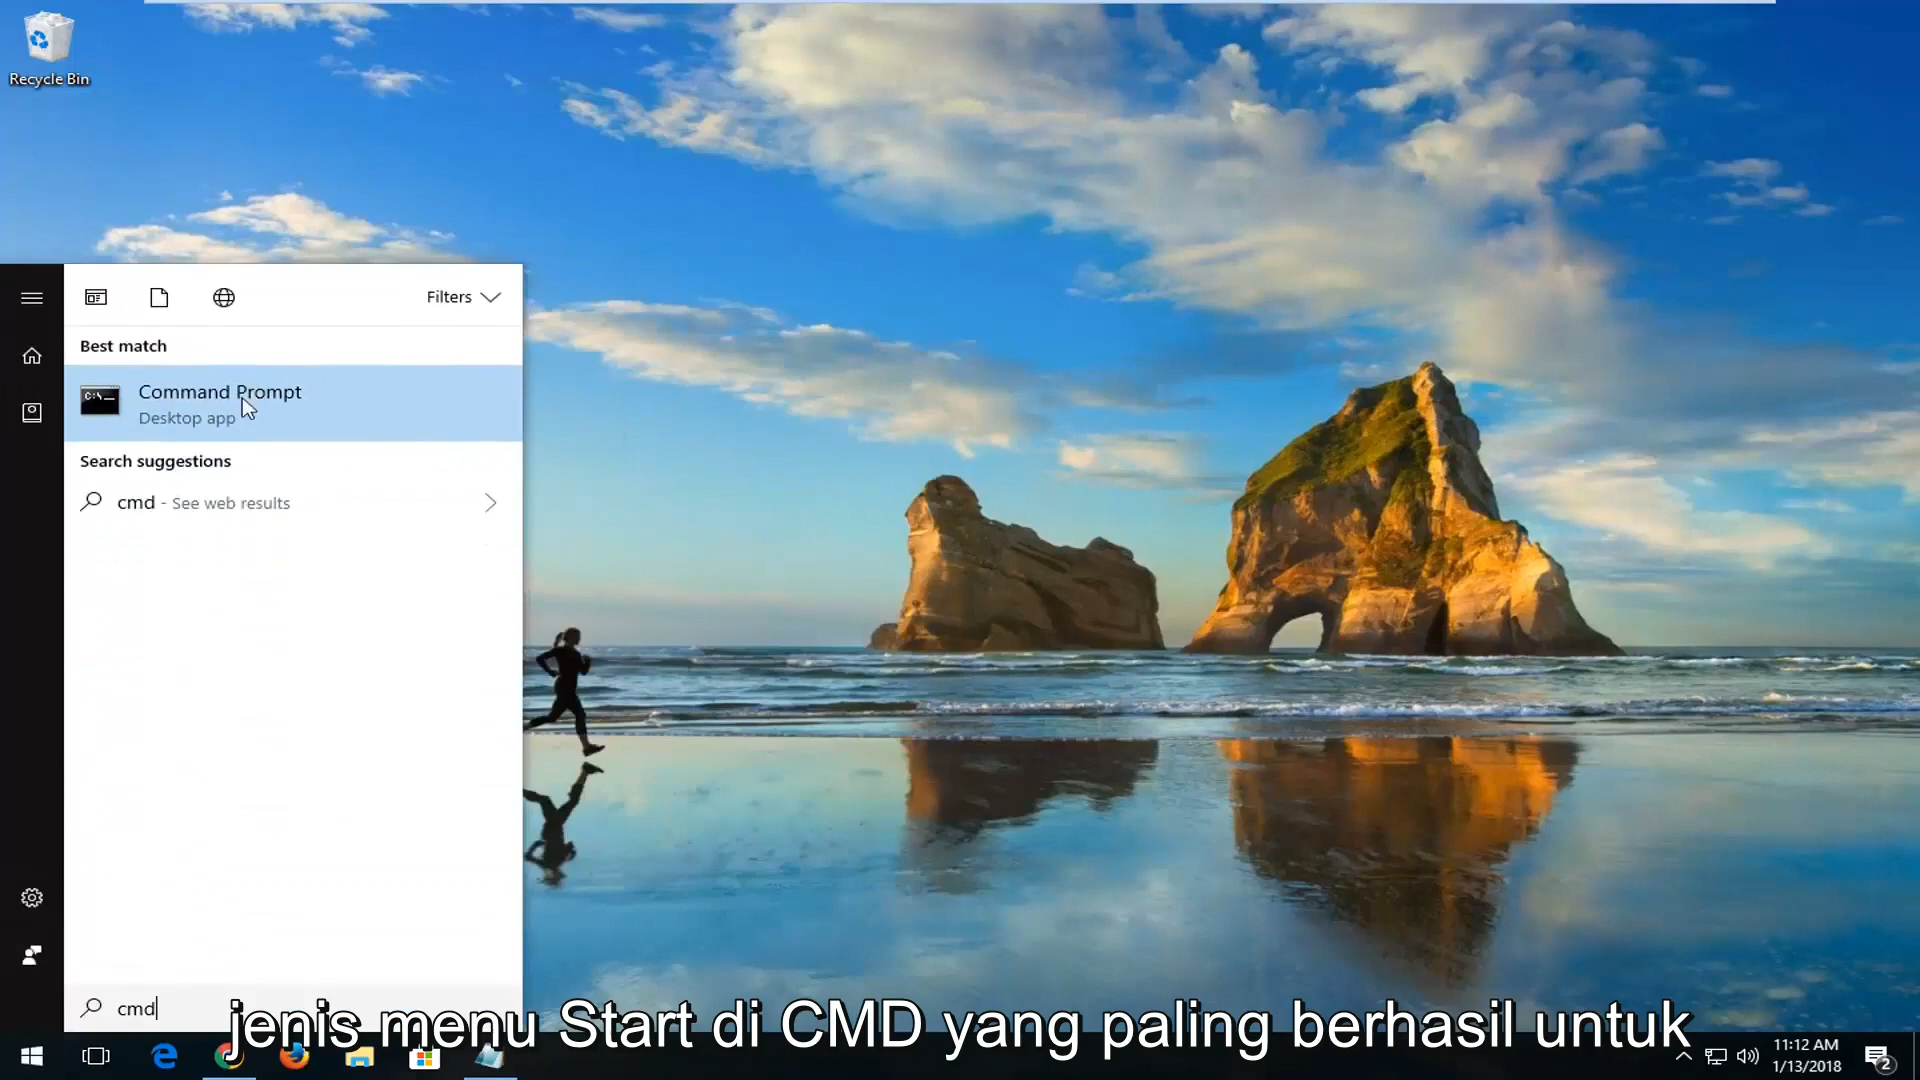 Recycle Bin
Filters
Best match
Command Prompt
Desktop app
Search suggestions
cmd - See web results
cmd
jenis menu Start di CMD yang paling berhasil untuk
11:12 AM
1/13/2018
2